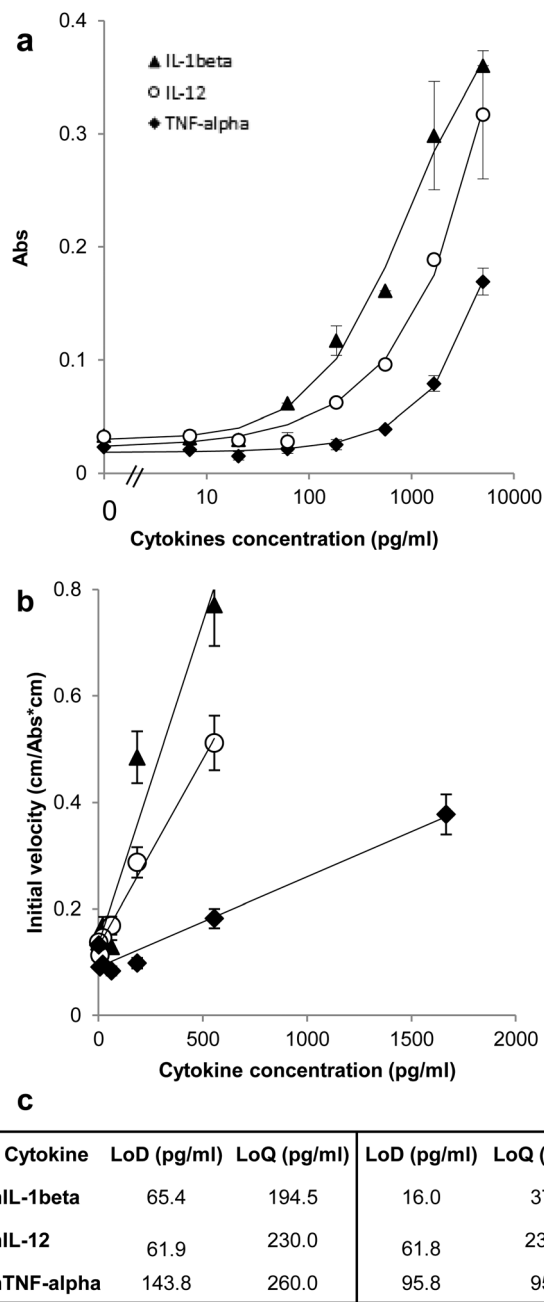 a
0.4
0.3
0.2
0.1
0
Abs
IL-1beta
IL-12
TNF-alpha
0
10
100
1000
10000
Cytokines concentration (pg/ml)
b
0.8
0.6
0.4
0.2
0
Initial velocity (cm/Abs*cm)
0
500
1000
1500
2000
Cytokine concentration (pg/ml)
c
Cytokine LoD (pg/ml) LoQ (pg/ml) LoD (pg/ml) LoQ (
IL-1beta 65.4 194.5 16.0
IL-12 61.9 230.0 61.8
TNF-alpha 143.8 260.0 95.8